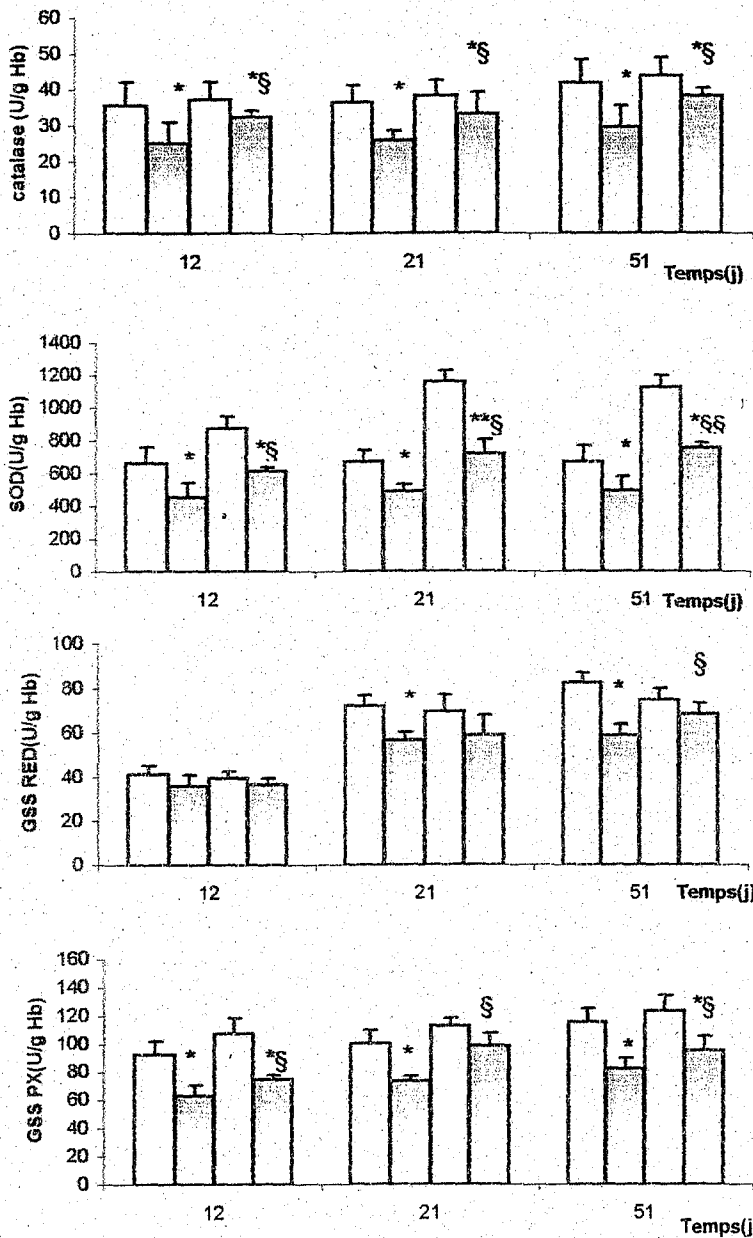 60
50
40
30
20
10
0
catalase (U/g Hb)
* *§ * *§ * *§
12 21 51 Temps(j)
1400
1200
1000
800
600
400
200
0
SOD(U/g Hb)
* *§ * **§ * *§§
12 21 51 Temps(j)
100
80
60
40
20
0
GSS RED(U/g Hb)
* * §
12 21 51 Temps(j)
160
140
120
100
80
60
40
20
0
GSS PX(U/g Hb)
* *§ * § * *§
12 21 51 Temps(j